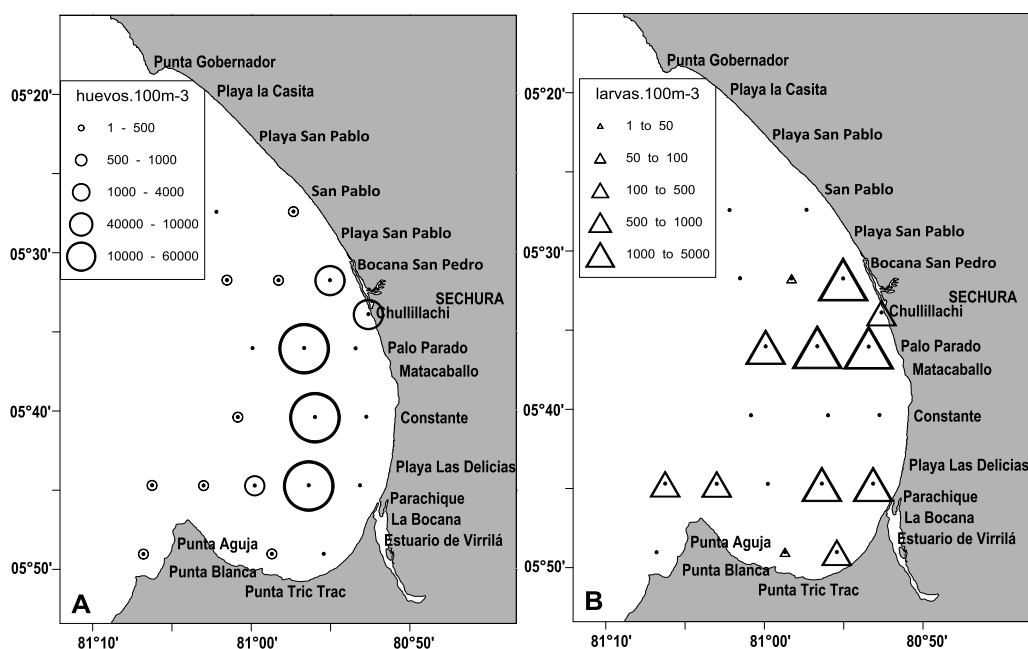 Punta Gobernador
05°20'
huevos.100m-3
Playa la Casita
1 - 500
500 - 1000
Playa San Pablo
1000 - 4000
San Pablo
40000 - 10000
Playa San Pablo
05°30'
10000 - 60000
Bocana San Pedro
SECHURA
Chullillachi
Palo Parado
Matacaballo
05°40'
Constante
Playa Las Delicias
Parachique
La Bocana
Punta Aguja
Estuario de Virrilá
05°50'
Punta Blanca
Punta Tric Trac
A
81°10'
81°00'
80°50'
Punta Gobernador
05°20'
larvas.100m-3
Playa la Casita
1 to 50
Playa San Pablo
50 to 100
100 to 500
San Pablo
500 to 1000
Playa San Pablo
05°30'
1000 to 5000
Bocana San Pedro
SECHURA
Chullillachi
Palo Parado
Matacaballo
05°40'
Constante
Playa Las Delicias
Parachique
La Bocana
Punta Aguja
Estuario de Virrilá
05°50'
Punta Blanca
Punta Tric Trac
B
81°10'
81°00'
80°50'